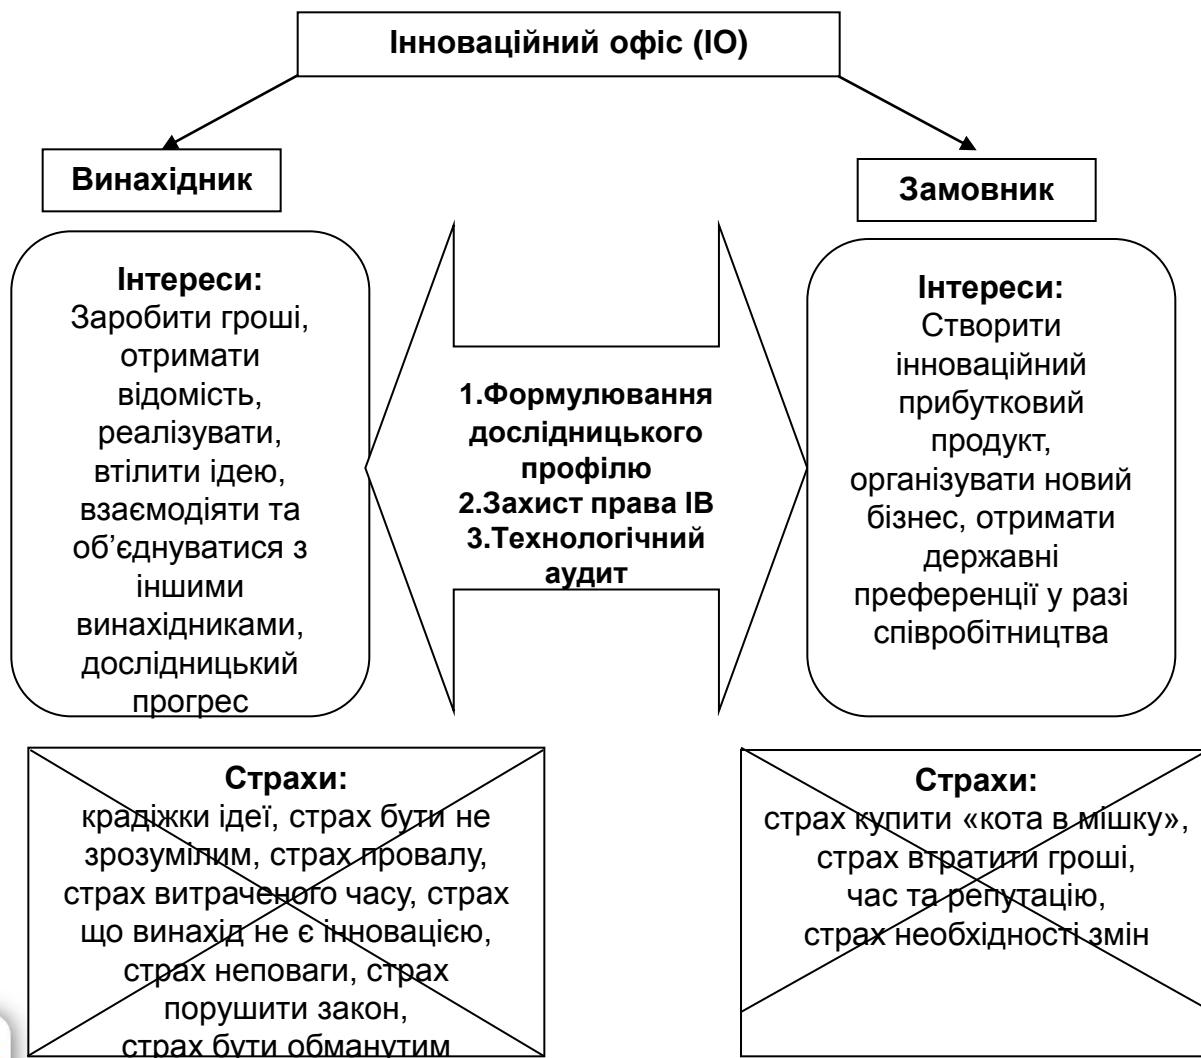 Інноваційний офіс (ІО)
Винахідник
Замовник
Інтереси:
Заробити гроші,
отримати
відомість,
реалізувати,
втілити ідею,
взаємодіяти та
об’єднуватися з
іншими
винахідниками,
дослідницький
прогрес
1.Формулювання
дослідницького
профілю
2.Захист права ІВ
3.Технологічний
аудит
Інтереси:
Створити
інноваційний
прибутковий
продукт,
організувати новий
бізнес, отримати
державні
преференції у разі
співробітництва
Страхи:
крадіжки ідеї, страх бути не
зрозумілим, страх провалу,
страх витраченого часу, страх
що винахід не є інновацією,
страх неповаги, страх
порушити закон,
страх бути обманутим
Страхи:
страх купити «кота в мішку»,
страх втратити гроші,
час та репутацію,
страх необхідності змін